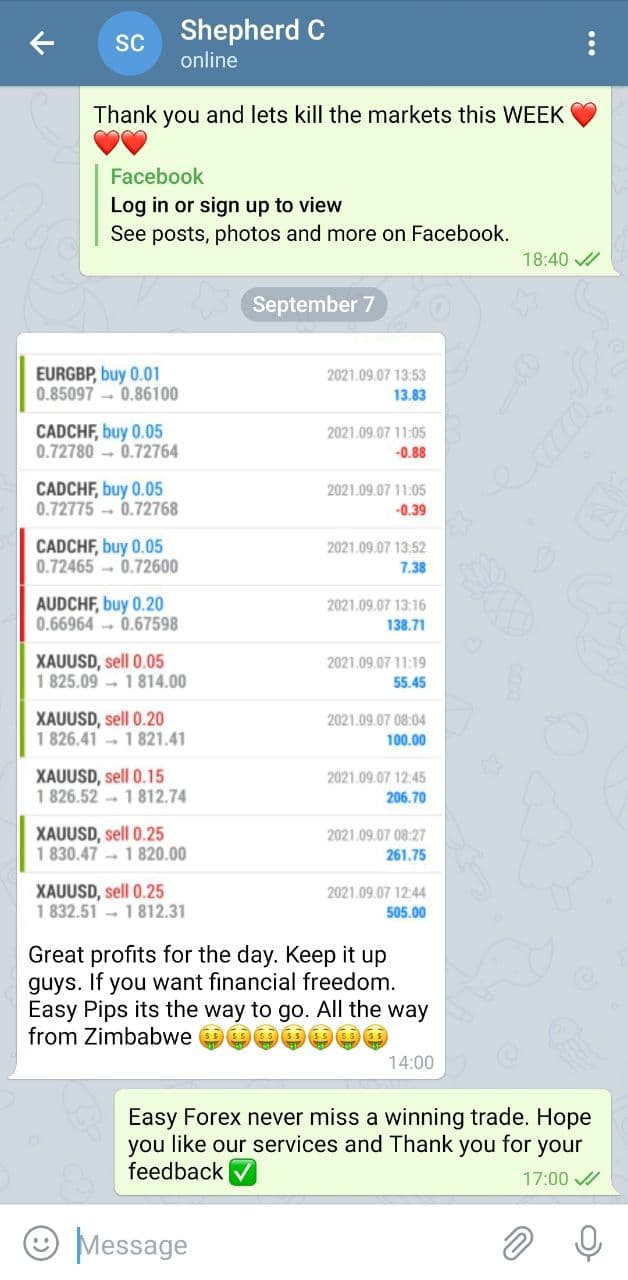 SC
Shepherd C
online
Thank you and lets kill the markets this WEEK ❤️
❤️❤️
Facebook
Log in or sign up to view
See posts, photos and more on Facebook.
18:40
September 7
EURGBP, buy 0.01 2021.09.07 13:53
0.85097 → 0.86100 13.83
CADCHF, buy 0.05 2021.09.07 11:05
0.72780 → 0.72764 -0.88
CADCHF, buy 0.05 2021.09.07 11:05
0.72775 → 0.72768 -0.39
CADCHF, buy 0.05 2021.09.07 13:52
0.72465 → 0.72600 7.38
AUDCHF, buy 0.20 2021.09.07 13:16
0.66964 → 0.67598 138.71
XAUUSD, sell 0.05 2021.09.07 11:19
1 825.09 → 1 814.00 55.45
XAUUSD, sell 0.20 2021.09.07 08:04
1 826.41 → 1 821.41 100.00
XAUUSD, sell 0.15 2021.09.07 12:45
1 826.52 → 1 812.74 206.70
XAUUSD, sell 0.25 2021.09.07 08:27
1 830.47 → 1 820.00 261.75
XAUUSD, sell 0.25 2021.09.07 12:44
1 832.51 → 1 812.31 505.00
Great profits for the day. Keep it up
guys. If you want financial freedom.
Easy Pips its the way to go. All the way
from Zimbabwe 🤑🤑🤑🤑🤑🤑🤑
14:00
Easy Forex never miss a winning trade. Hope
you like our services and Thank you for your
feedback ✅
17:00
Message